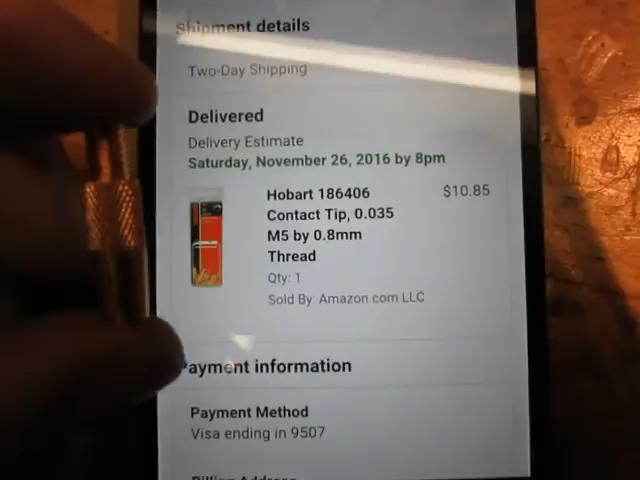 Shipment details
Two-Day Shipping
Delivered
Delivery Estimate
Saturday, November 26, 2016 by 8pm
Hobart 186406 $10.85
Contact Tip, 0.035
M5 by 0.8mm
Thread
Qty: 1
Sold By: Amazon.com LLC
Payment information
Payment Method
Visa ending in 9507